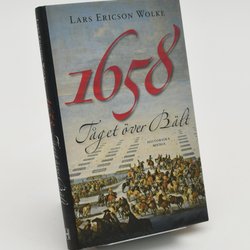 LARS ERICSON WOLKE
1658
Tåget över Bält
HISTORISKA
MEDIA